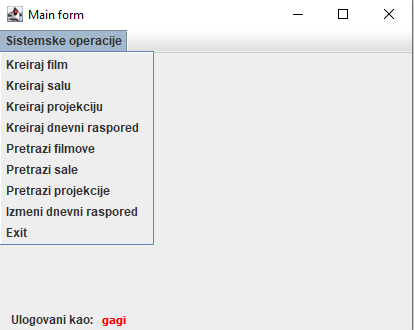 Main form
Sistemske operacije
Kreiraj film
Kreiraj salu
Kreiraj projekciju
Kreiraj dnevni raspored
Pretrazi filmove
Pretrazi sale
Pretrazi projekcije
Izmeni dnevni raspored
Exit
Ulogovani kao: gagi